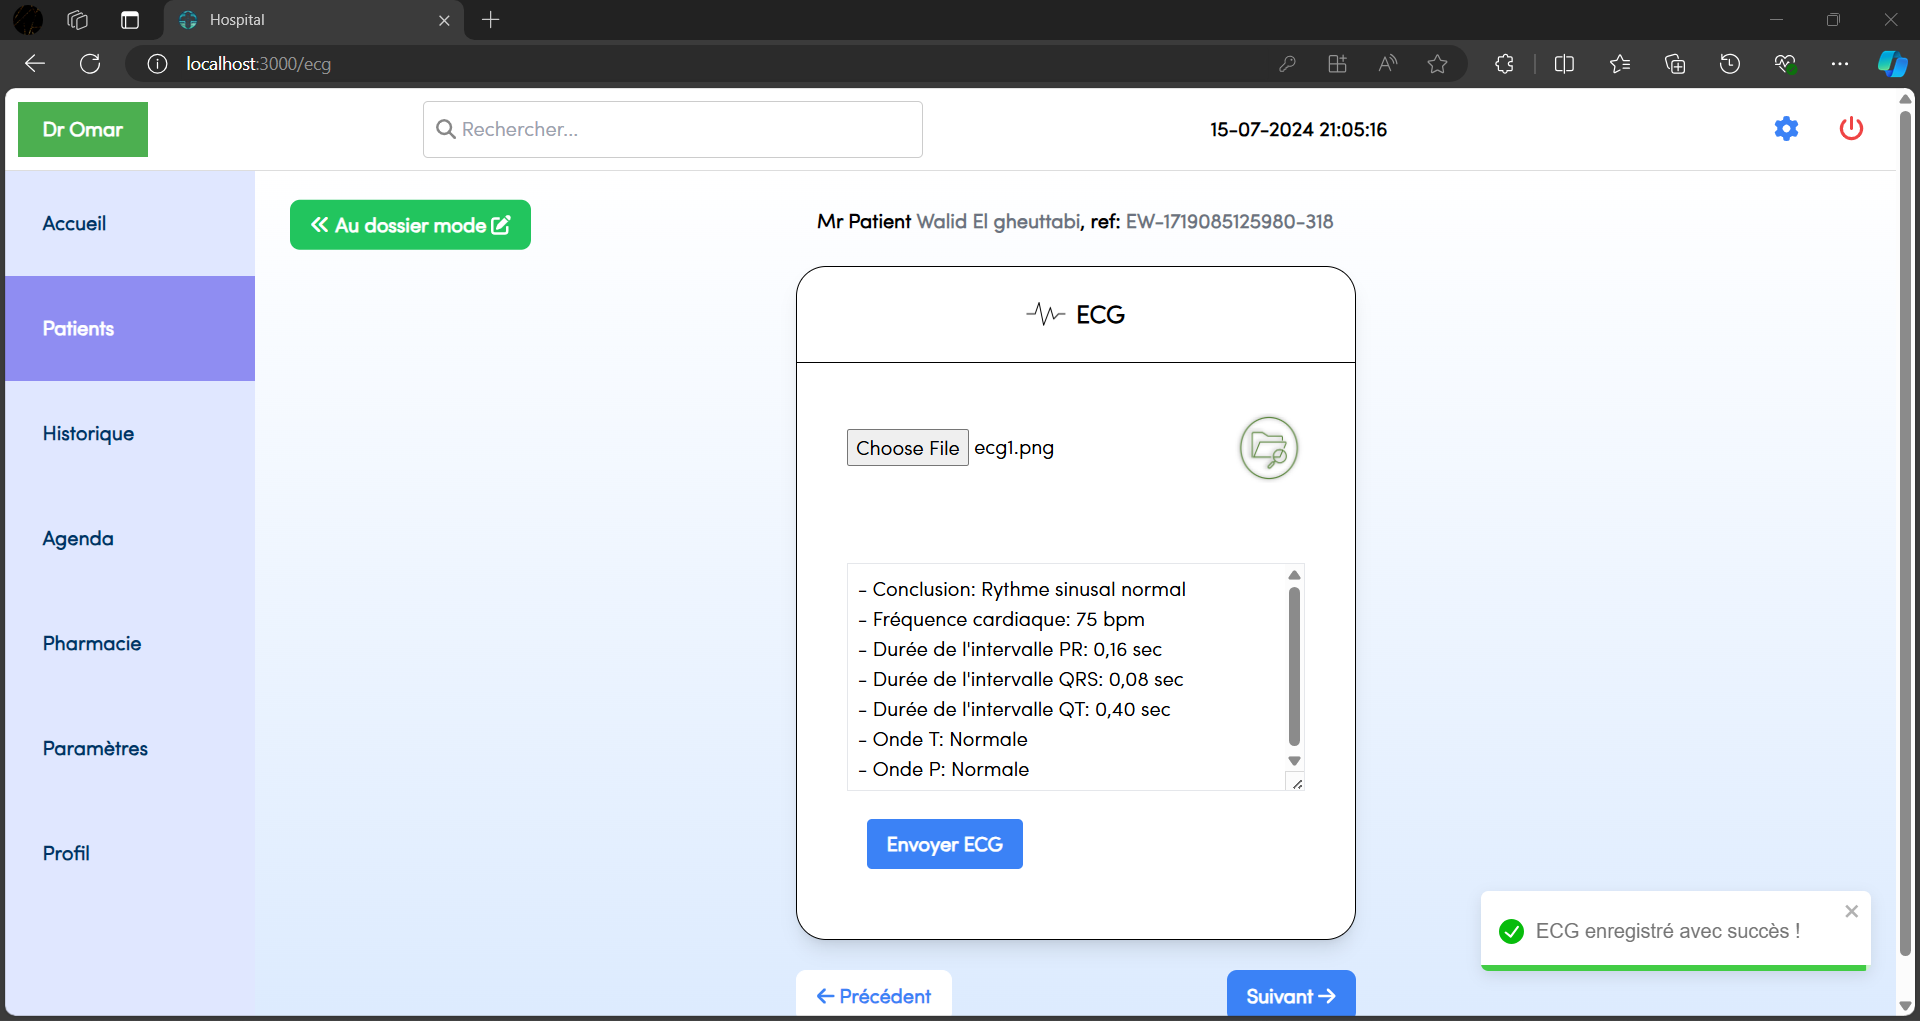 Hospital
localhost:3000/ecg
Dr Omar
Rechercher...
15-07-2024 21:05:16
Accueil
Patients
Historique
Agenda
Pharmacie
Paramètres
Profil
Au dossier mode
Mr Patient Walid El gheuttabi, ref: EW-1719085125980-318
ECG
Choose File ecg1.png
- Conclusion: Rythme sinusal normal
- Fréquence cardiaque: 75 bpm
- Durée de l'intervalle PR: 0,16 sec
- Durée de l'intervalle QRS: 0,08 sec
- Durée de l'intervalle QT: 0,40 sec
- Onde T: Normale
- Onde P: Normale
Envoyer ECG
ECG enregistré avec succès !
Précédent
Suivant